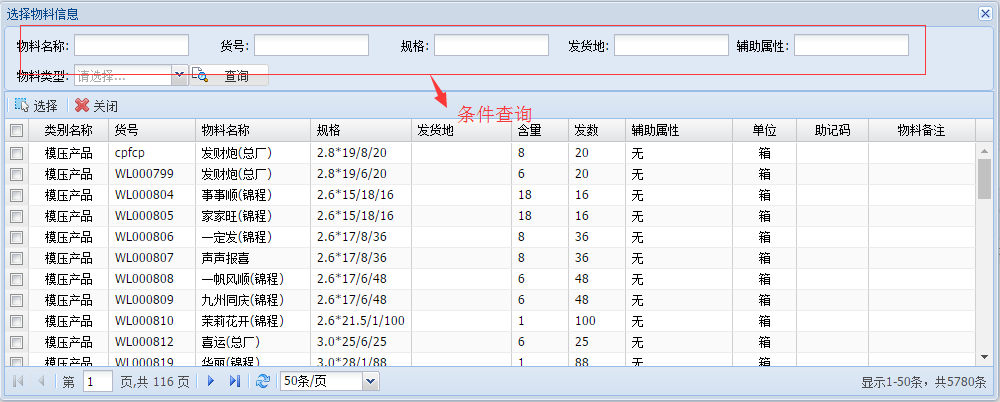 选择物料信息
物料名称: 货号: 规格: 发货地: 辅助属性:
物料类型: 请选择... 查询
选择 关闭
条件查询
类别名称 货号 物料名称 规格 发货地 含量 发数 辅助属性 单位 助记码 物料备注
模压产品 cpfcp 发财炮(总厂) 2.8*19/8/20 8 20 无 箱
模压产品 WL000799 发财炮(总厂) 2.8*19/6/20 6 20 无 箱
模压产品 WL000804 事事顺(锦程) 2.6*15/18/16 18 16 无 箱
模压产品 WL000805 家家旺(锦程) 2.6*15/18/16 18 16 无 箱
模压产品 WL000806 一定发(锦程) 2.6*17/8/36 8 36 无 箱
模压产品 WL000807 声声报喜 2.6*17/8/36 8 36 无 箱
模压产品 WL000808 一帆风顺(锦程) 2.6*17/6/48 6 48 无 箱
模压产品 WL000809 九州同庆(锦程) 2.6*17/6/48 6 48 无 箱
模压产品 WL000810 茉莉花开(锦程) 2.6*21.5/1/100 1 100 无 箱
模压产品 WL000812 喜运(总厂) 3.0*25/6/25 6 25 无 箱
模压产品 WL000819 华丽(锦程) 3.0*28/1/88 1 88 无 箱
第 1 页,共 116 页 50条/页 显示1-50条，共5780条